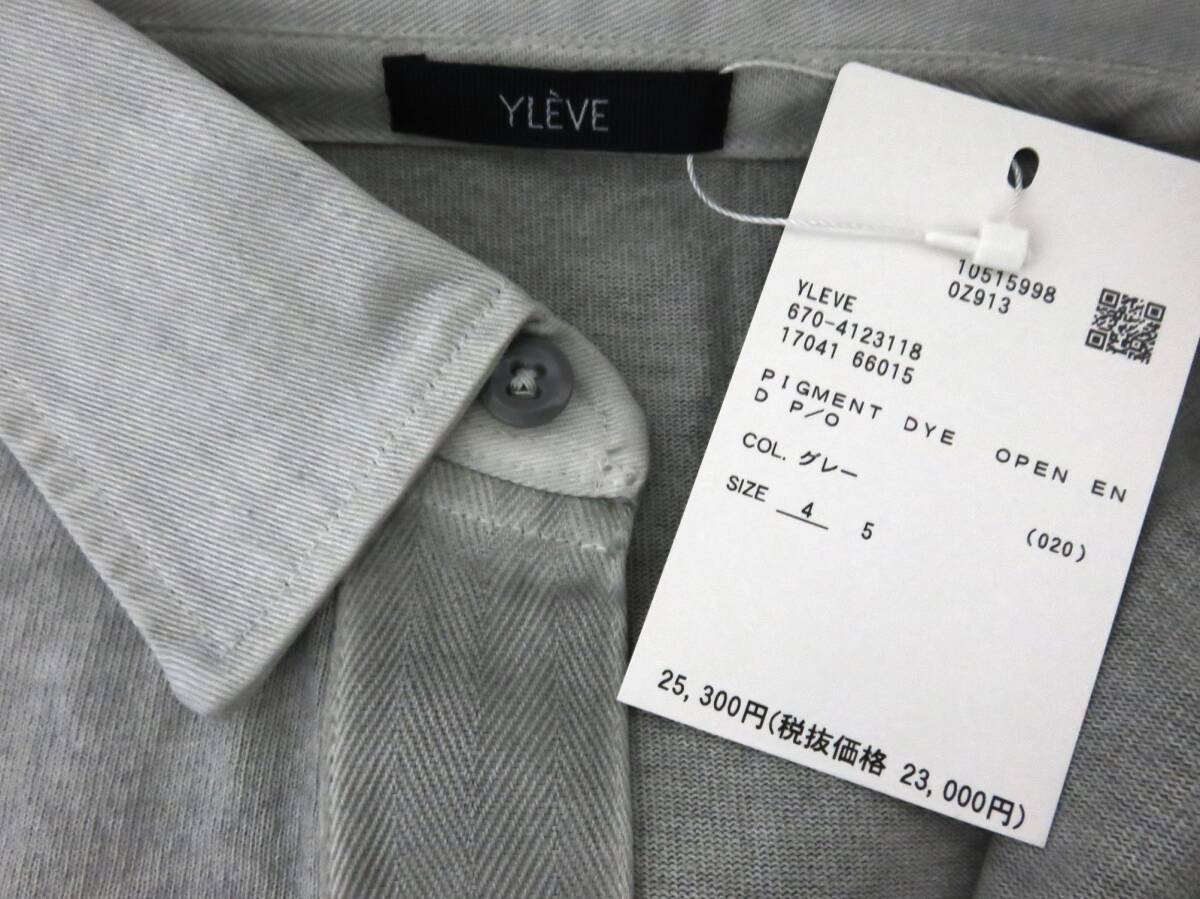 YLÈVE
10515998
0Z913
YLEVE
670-4123118
17041 66015
PIGMENT DYE OPEN EN
D P/O
COL. グレー
SIZE 4 5 (020)
25,300円(税抜価格 23,000円)